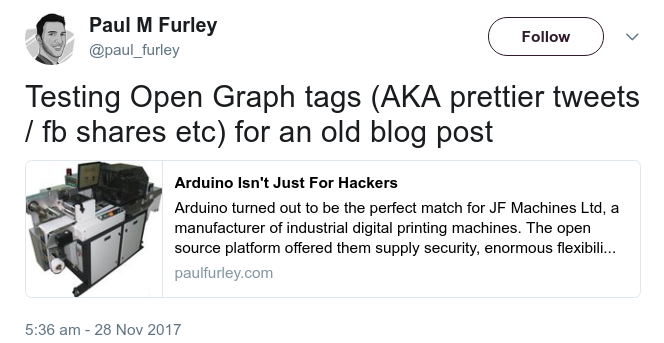 Paul M Furley
@paul_furley
Follow
Testing Open Graph tags (AKA prettier tweets
/ fb shares etc) for an old blog post
Arduino Isn't Just For Hackers
Arduino turned out to be the perfect match for JF Machines Ltd, a
manufacturer of industrial digital printing machines. The open
source platform offered them supply security, enormous flexibili...
paulfurley.com
5:36 am - 28 Nov 2017